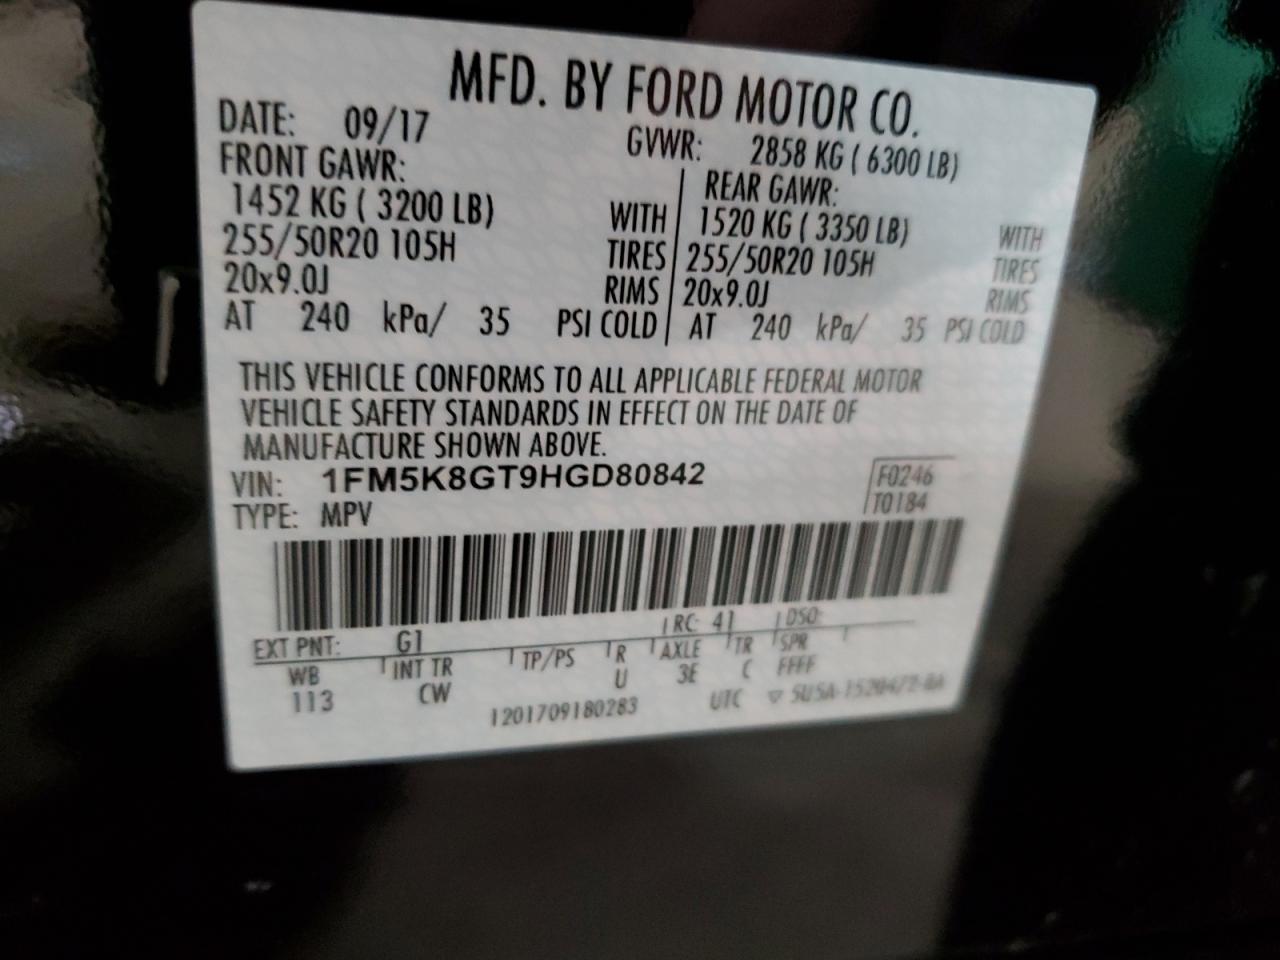 MFD. BY FORD MOTOR CO.
DATE: 09/17 GVWR: 2858 KG ( 6300 LB)
FRONT GAWR: REAR GAWR:
1452 KG ( 3200 LB) WITH 1520 KG ( 3350 LB) WITH
255/50R20 105H TIRES 255/50R20 105H TIRES
20x9.0J RIMS 20x9.0J RIMS
AT 240 kPa/ 35 PSI COLD AT 240 kPa/ 35 PSI COLD
THIS VEHICLE CONFORMS TO ALL APPLICABLE FEDERAL MOTOR
VEHICLE SAFETY STANDARDS IN EFFECT ON THE DATE OF
MANUFACTURE SHOWN ABOVE.
VIN: 1FM5K8GT9HGD80842 F0246
TYPE: MPV T0184
EXT PNT: G1 RC: 41 DSO:
WB INT TR TP/PS R AXLE TR SPR
113 CW U 3E C FFFF
1201709180283 UTC